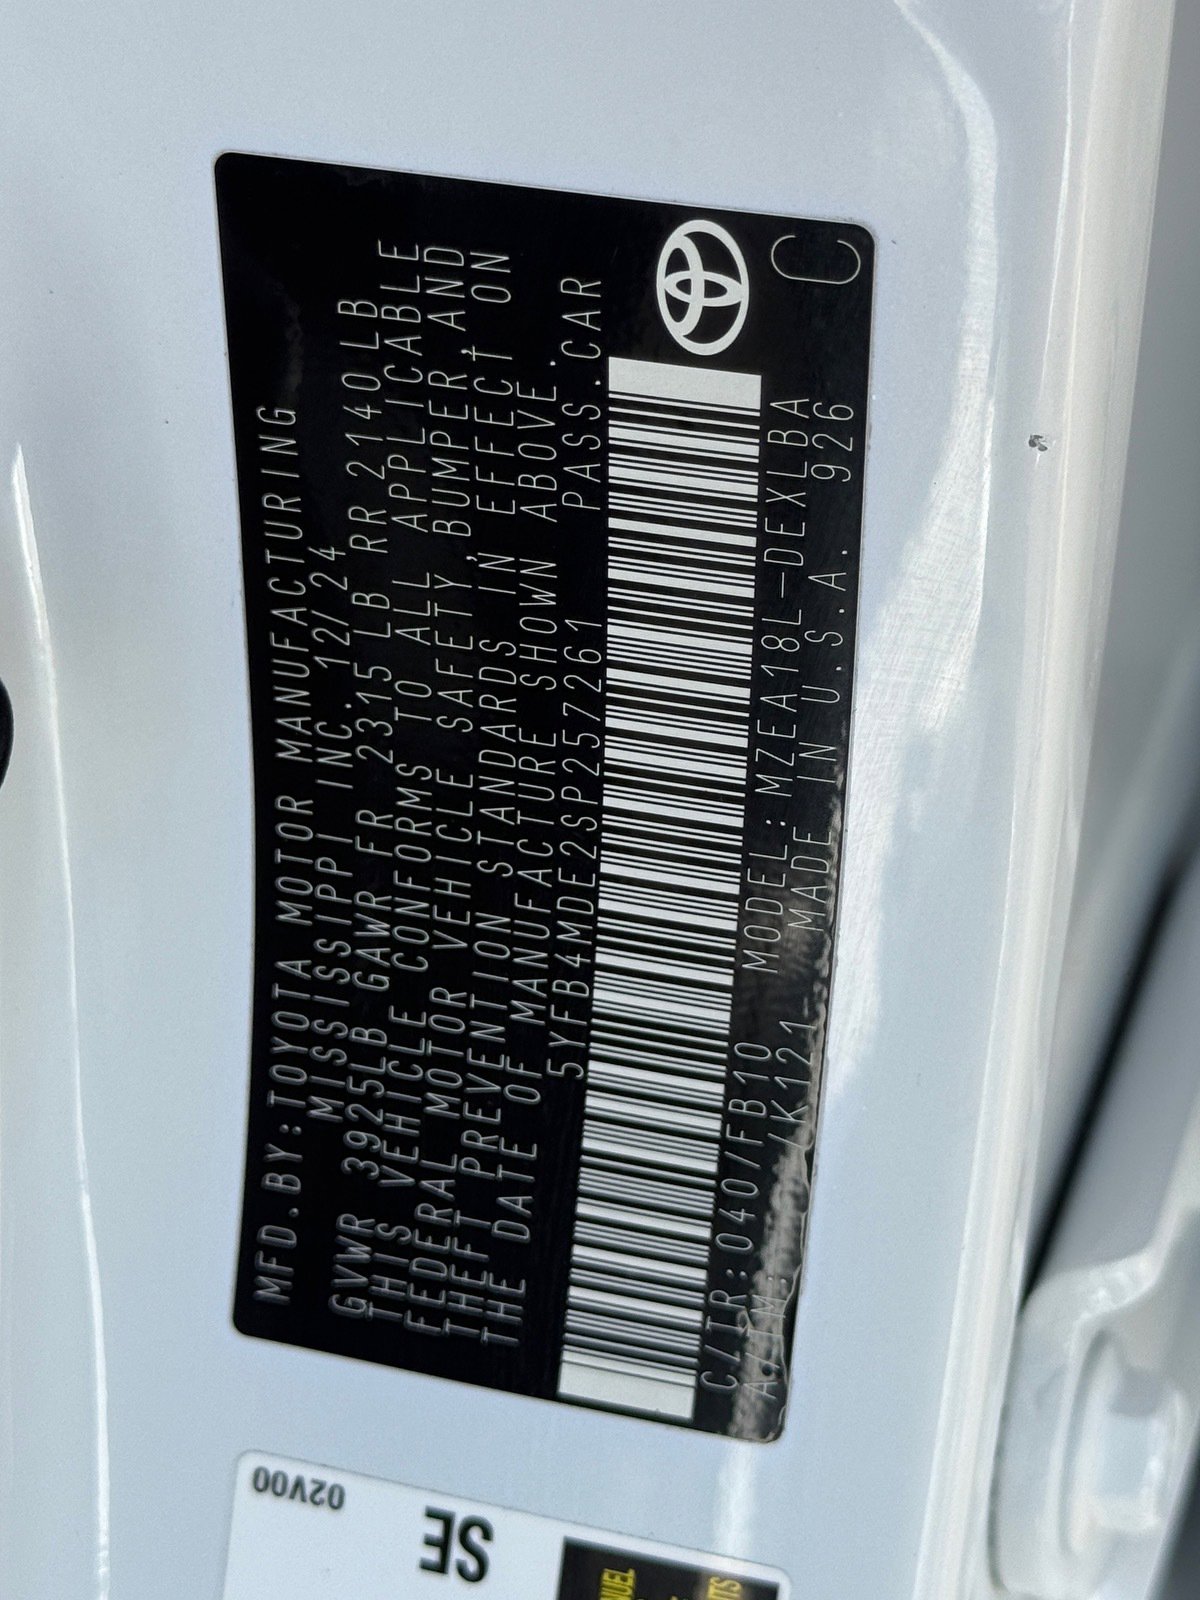 MFD.BY:TOYOTA MOTOR MANUFACTURING
MISSISSIPPI INC. 12/24
GVWR 3925LB GAWR FR 2315LB RR 2140LB
THIS VEHICLE CONFORMS TO ALL APPLICABLE
FEDERAL MOTOR VEHICLE SAFETY, BUMPER, AND
THEFT PREVENTION STANDARDS IN EFFECT ON
THE DATE OF MANUFACTURE SHOWN ABOVE.
5YFB4MDE2SP257261 PASS.CAR
C/TR:0407/FB10 MODEL:MZEA18L-DEXLBA
A/TM: /K121 MADE IN U.S.A. 926
C
02V00
SE